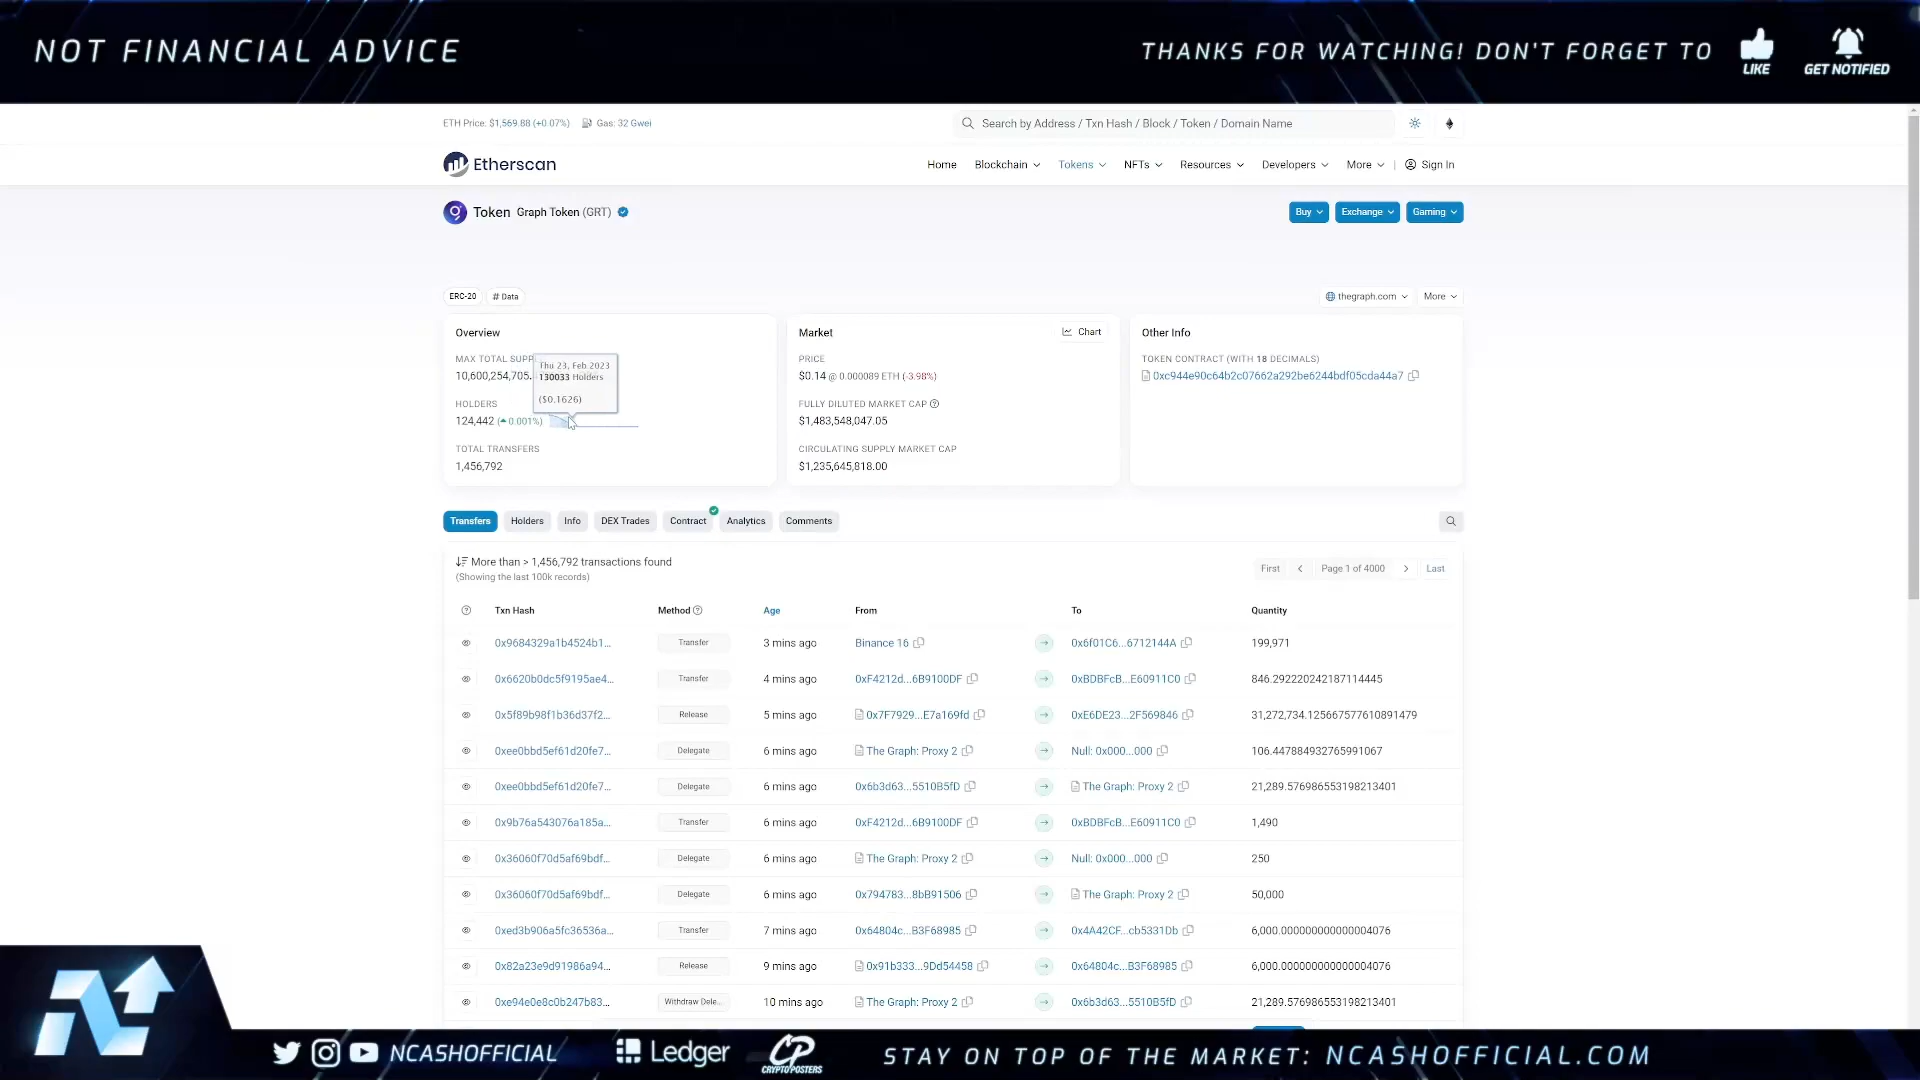 NOT FINANCIAL ADVICE
THANKS FOR WATCHING! DON'T FORGET TO
LIKE
GET NOTIFIED
ETH Price: $1,569.88 (+0.07%) Gas: 32 Gwei
Search by Address / Txn Hash / Block / Token / Domain Name
Etherscan
Home Blockchain Tokens NFTs Resources Developers More | Sign In
Token Graph Token (GRT)
Buy Exchange Gaming
ERC-20 # Data
thegraph.com More
Overview
MAX TOTAL SUPP
10,600,254,705.
HOLDERS
124,442 (0.001%)
TOTAL TRANSFERS
1,456,792
Thu 23, Feb 2023
130033 Holders
($0.1626)
Market
Chart
PRICE
$0.14 @ 0.000089 ETH (-3.98%)
FULLY DILUTED MARKET CAP
$1,483,548,047.05
CIRCULATING SUPPLY MARKET CAP
$1,235,645,818.00
Other Info
TOKEN CONTRACT (WITH 18 DECIMALS)
0xc944e90c64b2c07662a292be6244bdf05cda44a7
Transfers Holders Info DEX Trades Contract Analytics Comments
More than > 1,456,792 transactions found
(Showing the last 100k records)
First Page 1 of 4000 Last
Txn Hash Method Age From To Quantity
0x9684329a1b4524b1... Transfer 3 mins ago Binance 16 0x6f01C6...6712144A 199,971
0x6620b0dc5f9195ae4... Transfer 4 mins ago 0xF4212d...6B9100DF 0xBDBFcB...E60911C0 846.292220242187114445
0x5f89b98f1b36d37f2... Release 5 mins ago 0x7F7929...E7a169fd 0xE6DE23...2F569846 31,272,734.125667577610891479
0xee0bbd5ef61d20fe7... Delegate 6 mins ago The Graph: Proxy 2 Null: 0x000...000 106.447884932765991067
0xee0bbd5ef61d20fe7... Delegate 6 mins ago 0x6b3d63...5510B5fD The Graph: Proxy 2 21,289.576986553198213401
0x9b76a543076a185a... Transfer 6 mins ago 0xF4212d...6B9100DF 0xBDBFcB...E60911C0 1,490
0x36060f70d5af69bdf... Delegate 6 mins ago The Graph: Proxy 2 Null: 0x000...000 250
0x36060f70d5af69bdf... Delegate 6 mins ago 0x794783...8bB91506 The Graph: Proxy 2 50,000
0xed3b906a5fc36536a... Transfer 7 mins ago 0x64804c...B3F68985 0x4A42CF...cb5331Db 6,000.000000000000004076
0x82a23e9d91986a94... Release 9 mins ago 0x91b333...9Dd54458 0x64804c...B3F68985 6,000.000000000000004076
0xe94e0e8c0b247b83... Withdraw Dele... 10 mins ago The Graph: Proxy 2 0x6b3d63...5510B5fD 21,289.576986553198213401
NCASHOFFICIAL
Ledger
CP
CRYPTO POSTERS
STAY ON TOP OF THE MARKET: NCASHOFFICIAL.COM